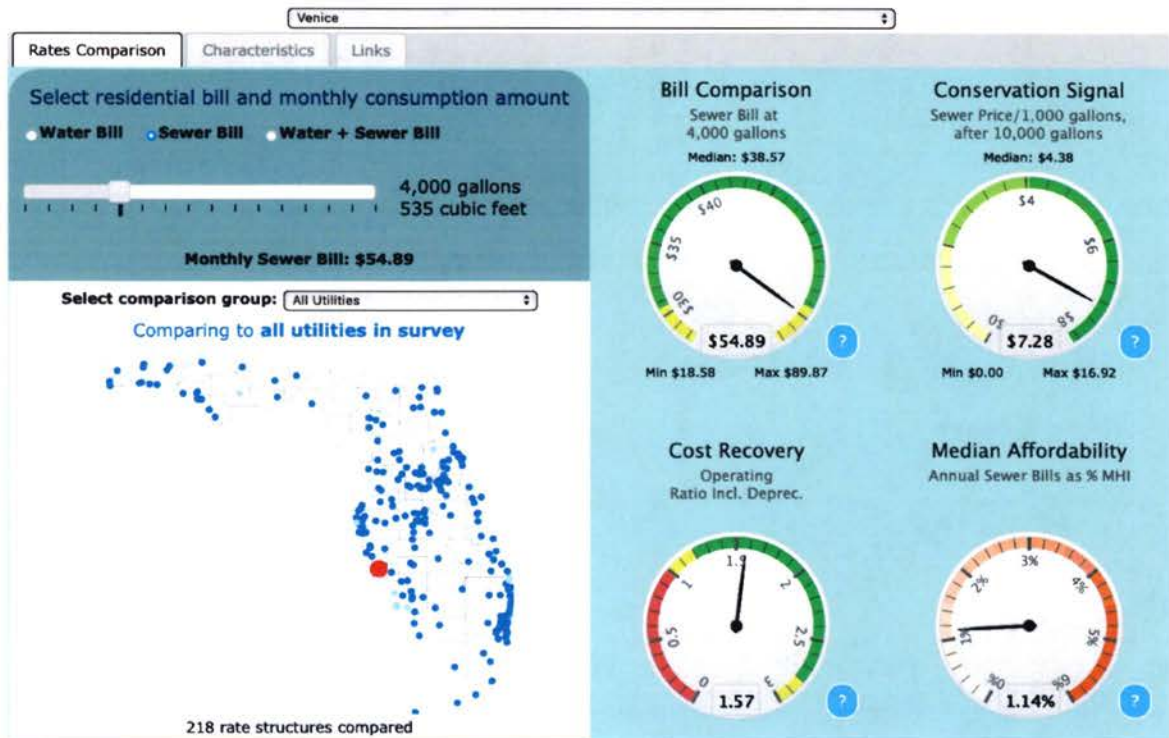 Venice
Rates Comparison
Characteristics
Links
Select residential bill and monthly consumption amount
Water Bill
Sewer Bill
Water + Sewer Bill
4,000 gallons
535 cubic feet
Monthly Sewer Bill: $54.89
Select comparison group:
All Utilities
Comparing to all utilities in survey
218 rate structures compared
Bill Comparison
Sewer Bill at
4,000 gallons
Median: $38.57
$30
$35
$40
$54.89
?
Min $18.58
Max $89.87
Conservation Signal
Sewer Price/1,000 gallons,
after 10,000 gallons
Median: $4.38
$0
$4
$6
$8
$7.28
?
Min $0.00
Max $16.92
Cost Recovery
Operating
Ratio Incl. Deprec.
0
0.5
1
1.5
2
2.5
3
1.57
?
Median Affordability
Annual Sewer Bills as % MHI
0%
1%
2%
3%
4%
5%
6%
1.14%
?